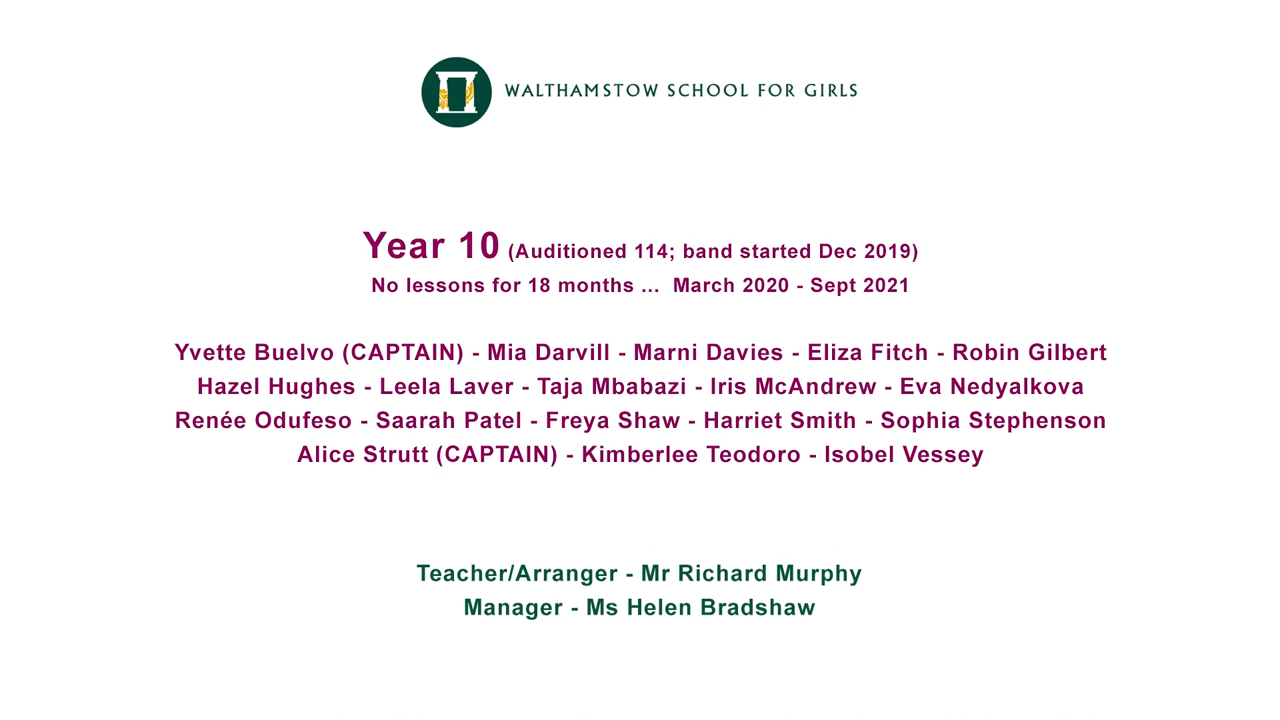 WALTHAMSTOW SCHOOL FOR GIRLS
Year 10 (Auditioned 114; band started Dec 2019)
No lessons for 18 months ... March 2020 - Sept 2021
Yvette Buelvo (CAPTAIN) - Mia Darvill - Marni Davies - Eliza Fitch - Robin Gilbert
Hazel Hughes - Leela Laver - Taja Mbabazi - Iris McAndrew - Eva Nedyalkova
Renée Odufeso - Saarah Patel - Freya Shaw - Harriet Smith - Sophia Stephenson
Alice Strutt (CAPTAIN) - Kimberlee Teodoro - Isobel Vessey
Teacher/Arranger - Mr Richard Murphy
Manager - Ms Helen Bradshaw